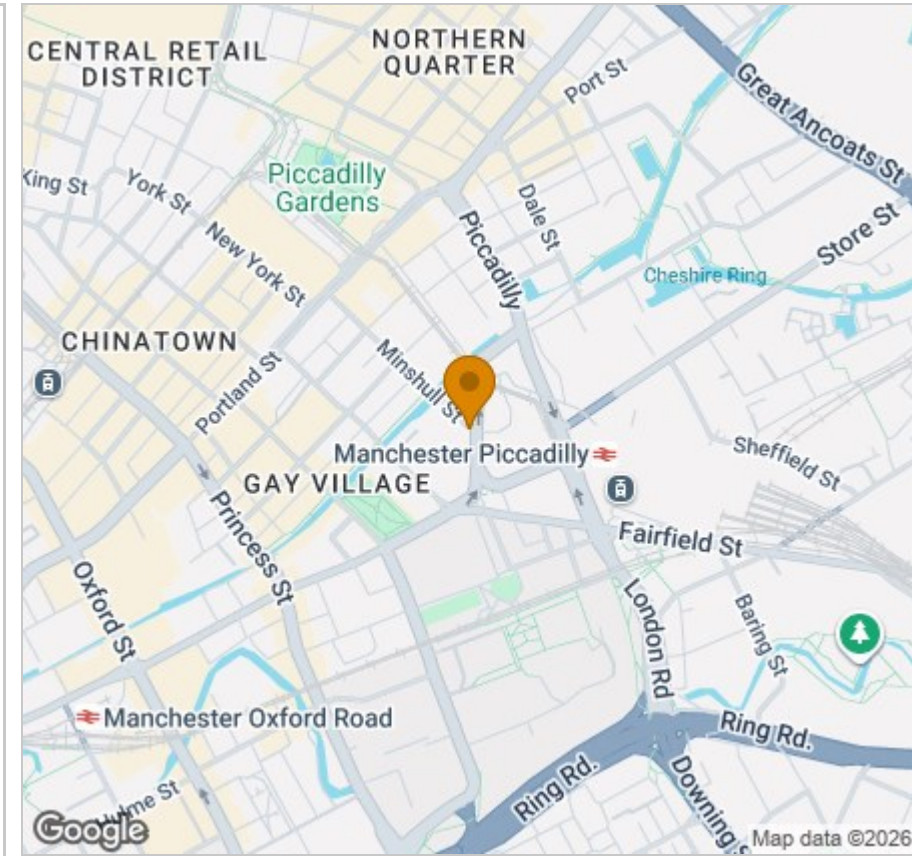 CENTRAL RETAIL
DISTRICT
NORTHERN
QUARTER
Port St
Great Ancoats St
King St
York St
Piccadilly
Gardens
Dale St
Piccadilly
Store St
New York St
Cheshire Ring
CHINATOWN
Portland St
Minshull St
Manchester Piccadilly
Sheffield St
GAY VILLAGE
Princess St
Fairfield St
Oxford St
London Rd
Baring St
Manchester Oxford Road
Ring Rd.
Ring Rd.
Hulme St
Downing S
Google
Map data ©2026